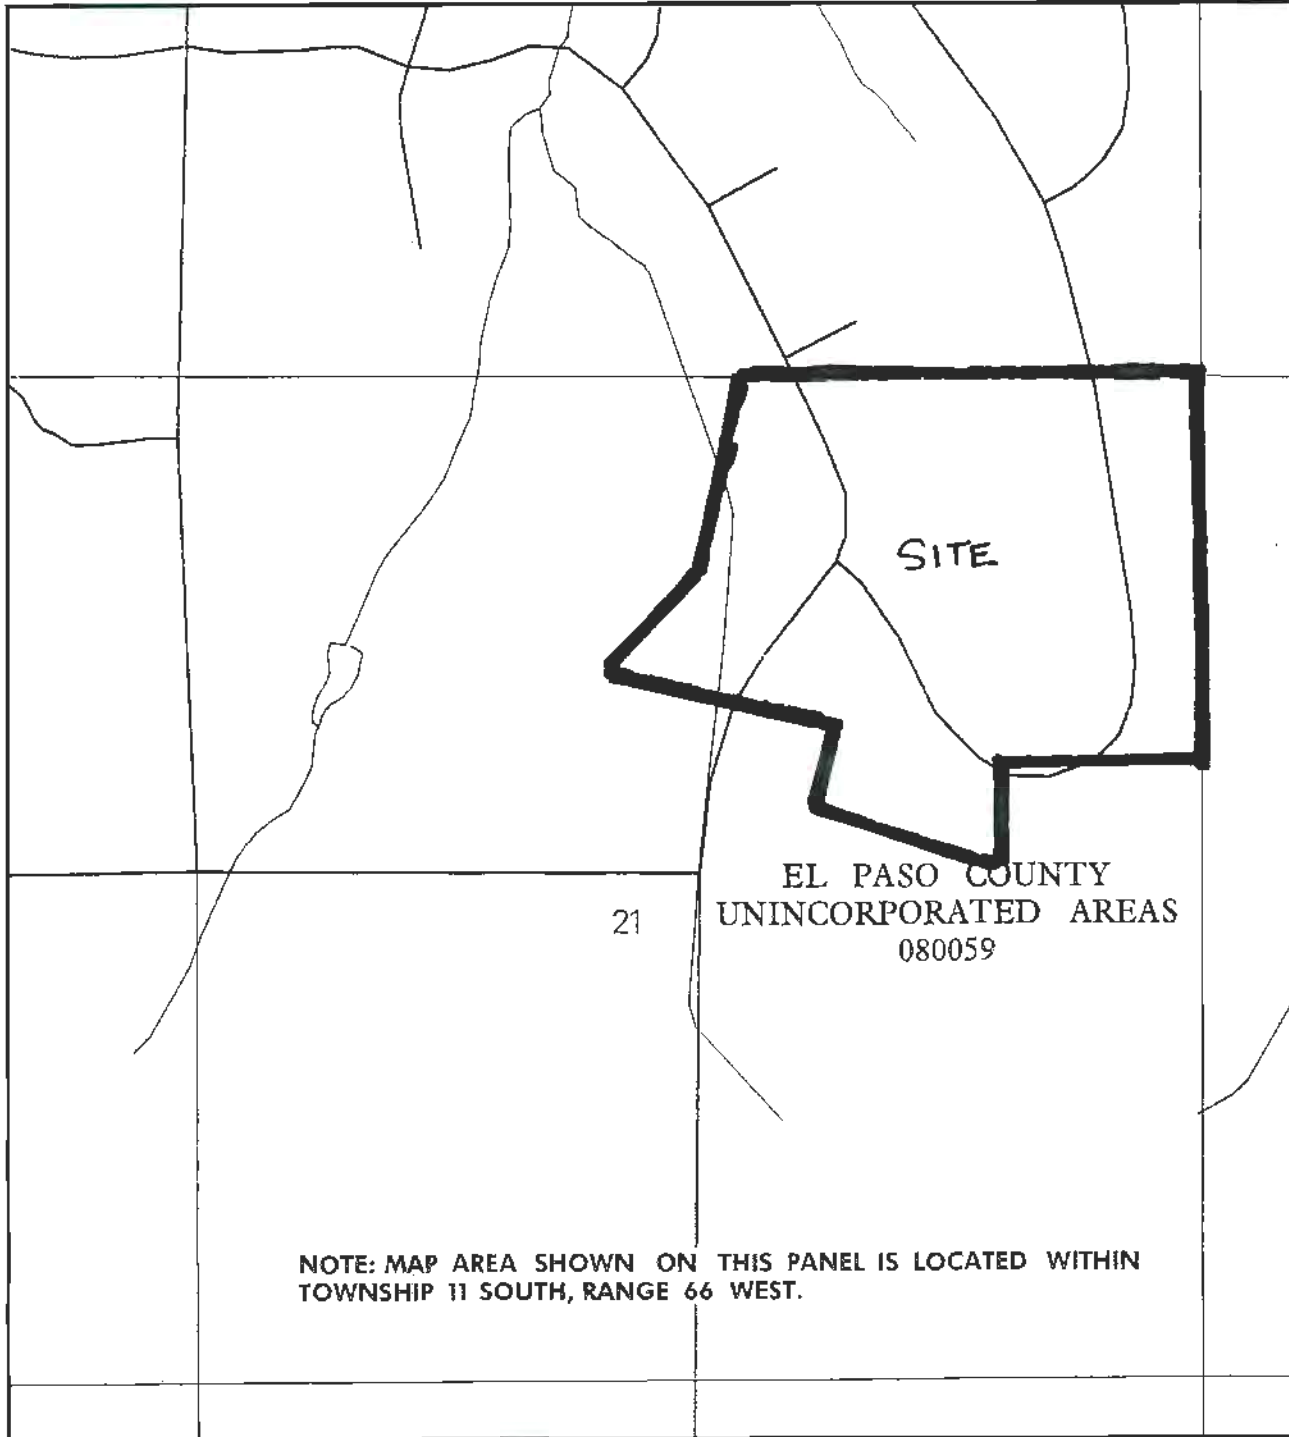 SITE
EL PASO COUNTY
UNINCORPORATED AREAS
080059
21
NOTE: MAP AREA SHOWN ON THIS PANEL IS LOCATED WITHIN
TOWNSHIP 11 SOUTH, RANGE 66 WEST.